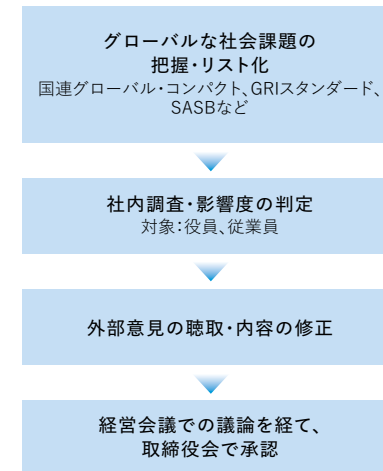 グローバルな社会課題の
把握・リスト化
国連グローバル・コンパクト、GRIスタンダード、
SASBなど
社内調査・影響度の判定
対象：役員、従業員
外部意見の聴取・内容の修正
経営会議での議論を経て、
取締役会で承認